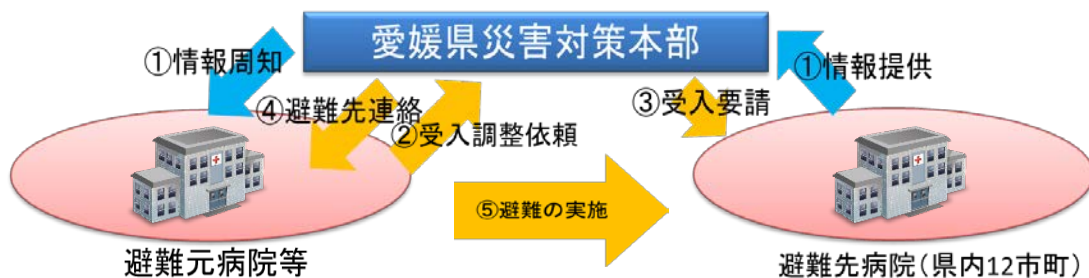 愛媛県災害対策本部
①情報周知
①情報提供
④避難先連絡
③受入要請
②受入調整依頼
⑤避難の実施
避難元病院等
避難先病院(県内12市町)